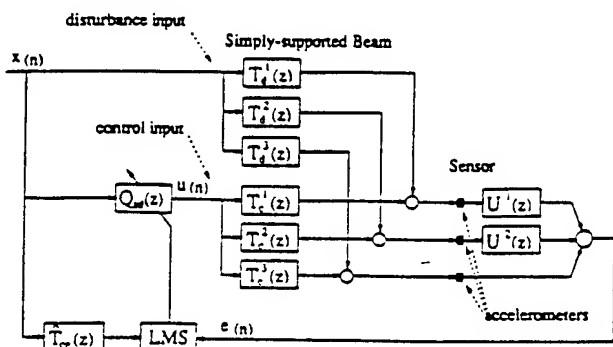 disturbance input
Simply-supported Beam
x(n)
T_d^1(z)
T_d^2(z)
control input
T_d^3(z)
Sensor
u(n)
Q_ad(z)
T_c^1(z)
U^1(z)
T_c^2(z)
U^2(z)
T_c^3(z)
accelerometers
T̂_ce(z)
LMS
e(n)